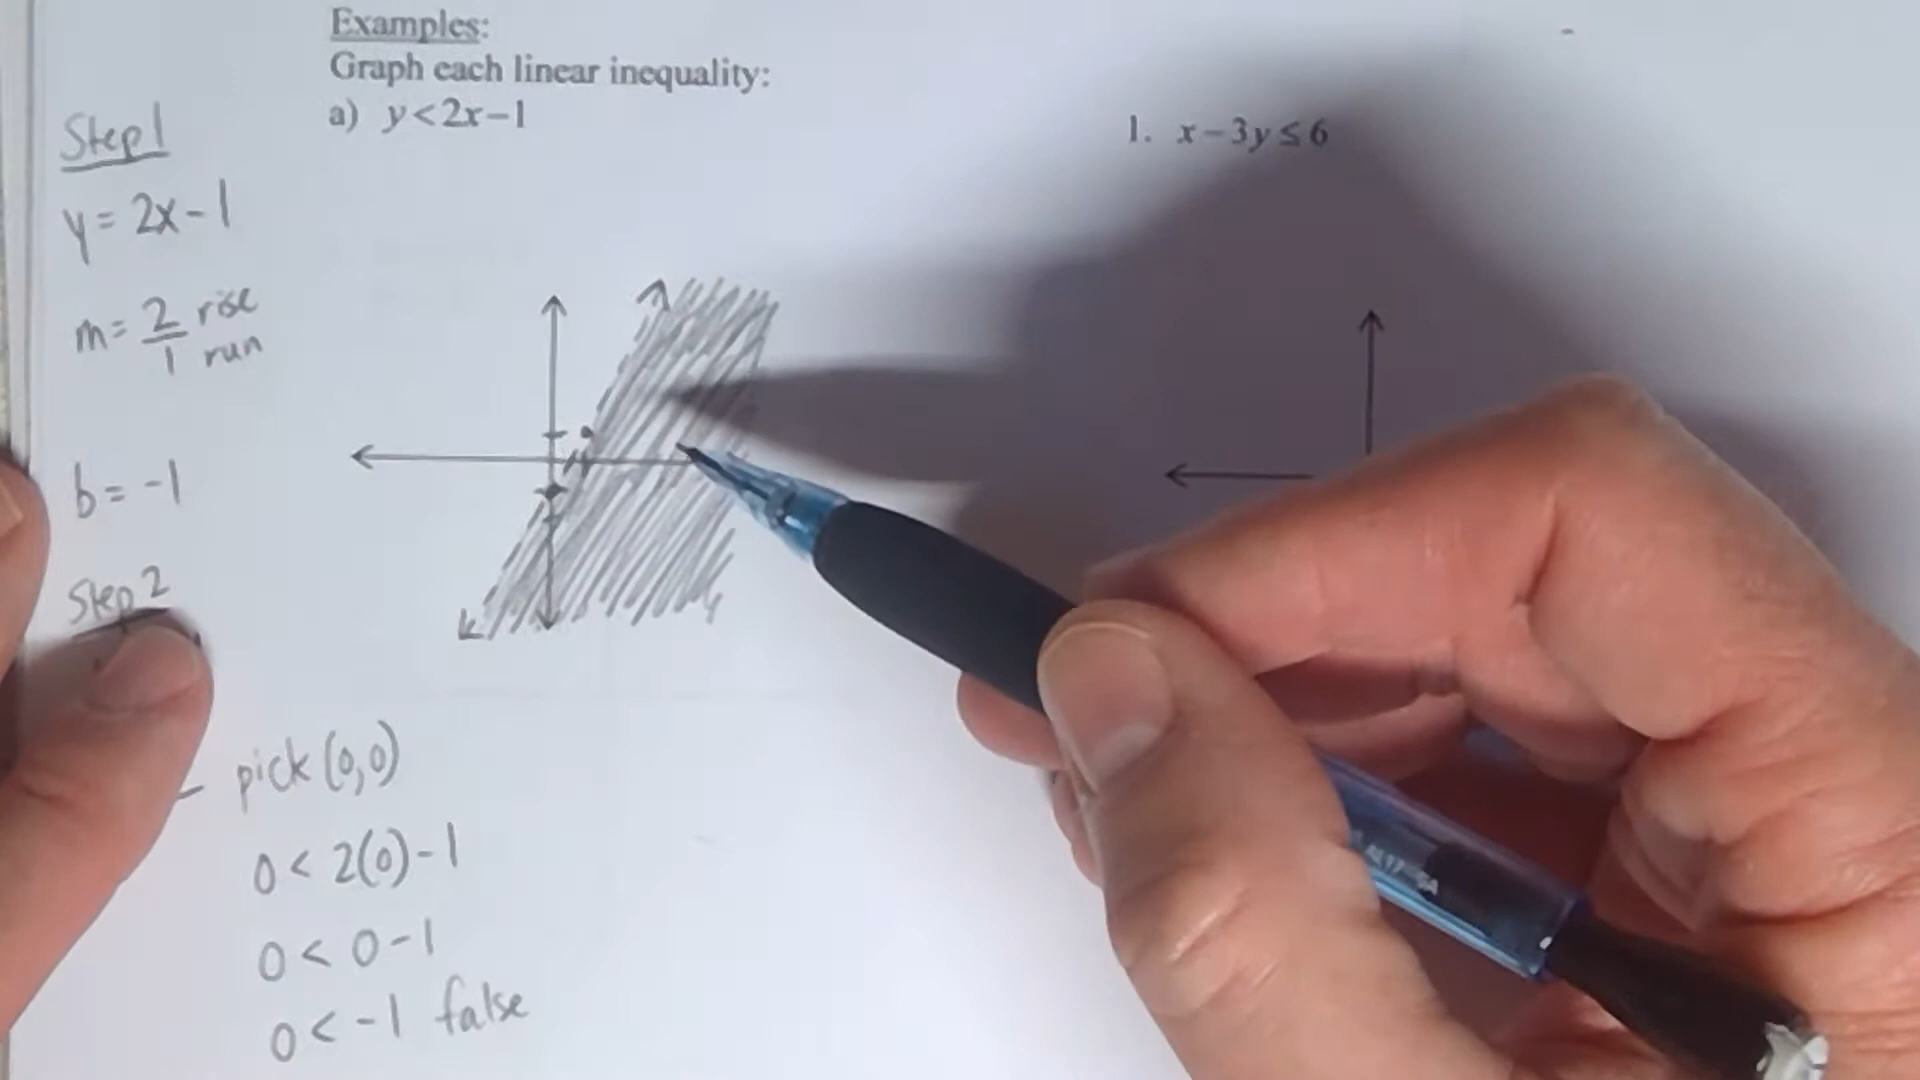 Examples:
Graph each linear inequality:
a) y<2x-1
1. x-3y≤6
Step 1
y = 2x - 1
m = 2/1 rise
run
b = -1
Step 2
- pick (0,0)
0 < 2(0) - 1
0 < 0 - 1
0 < -1 false